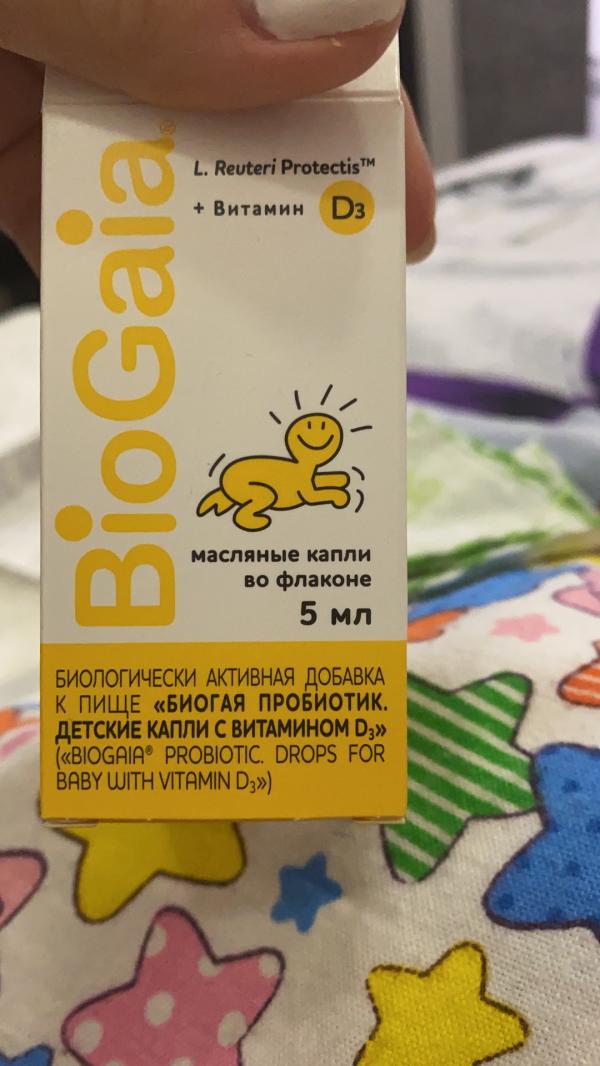 BioGaia®
L. Reuteri Protectis™
+ Витамин D3
масляные капли
во флаконе
5 мл
БИОЛОГИЧЕСКИ АКТИВНАЯ ДОБАВКА
К ПИЩЕ «БИОГАЯ ПРОБИОТИК.
ДЕТСКИЕ КАПЛИ С ВИТАМИНОМ D₃»
(«BIOGAIA® PROBIOTIC. DROPS FOR
BABY WITH VITAMIN D₃»)